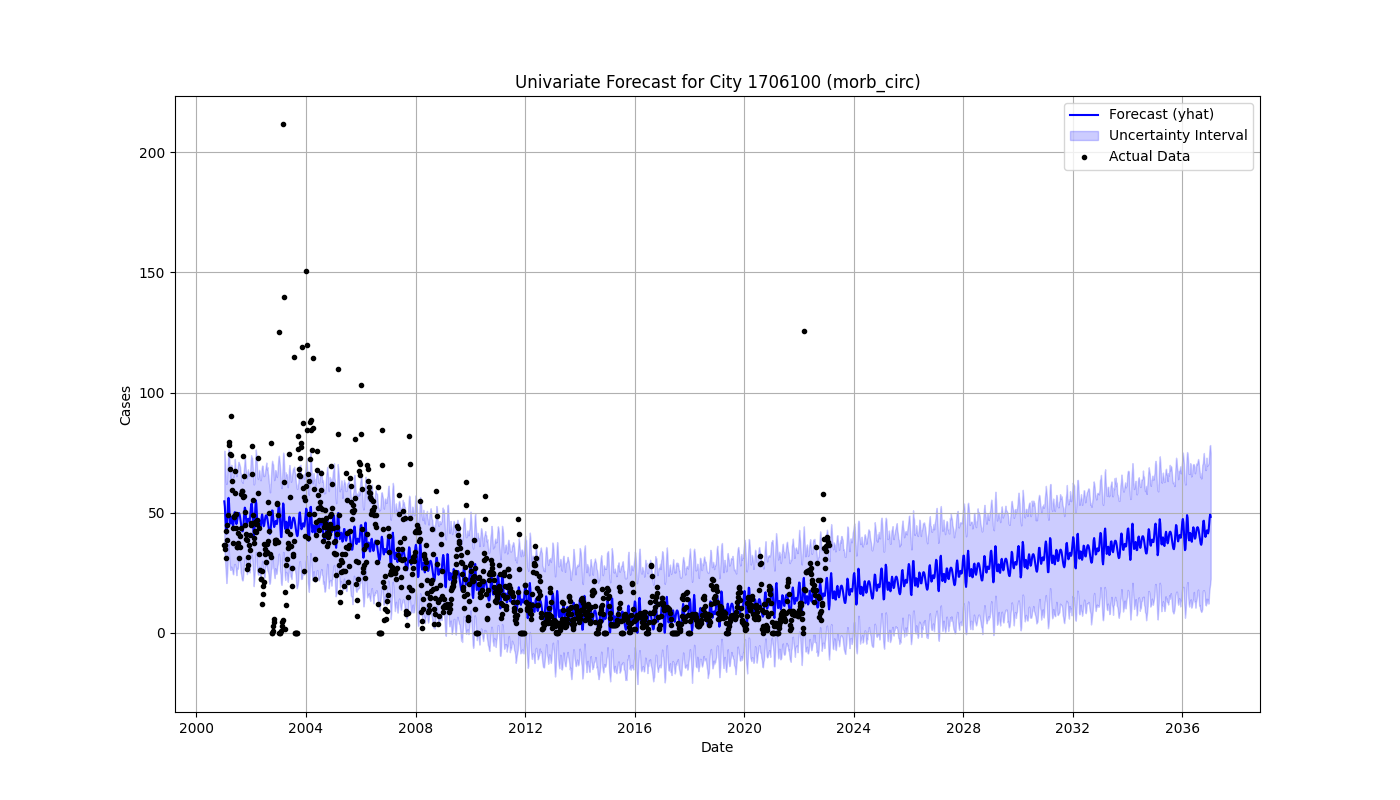 Univariate Forecast for City 1706100 (morb_circ)
Forecast (yhat)
Uncertainty Interval
Actual Data
200
150
100
50
0
Cases
2000 2004 2008 2012 2016 2020 2024 2028 2032 2036
Date